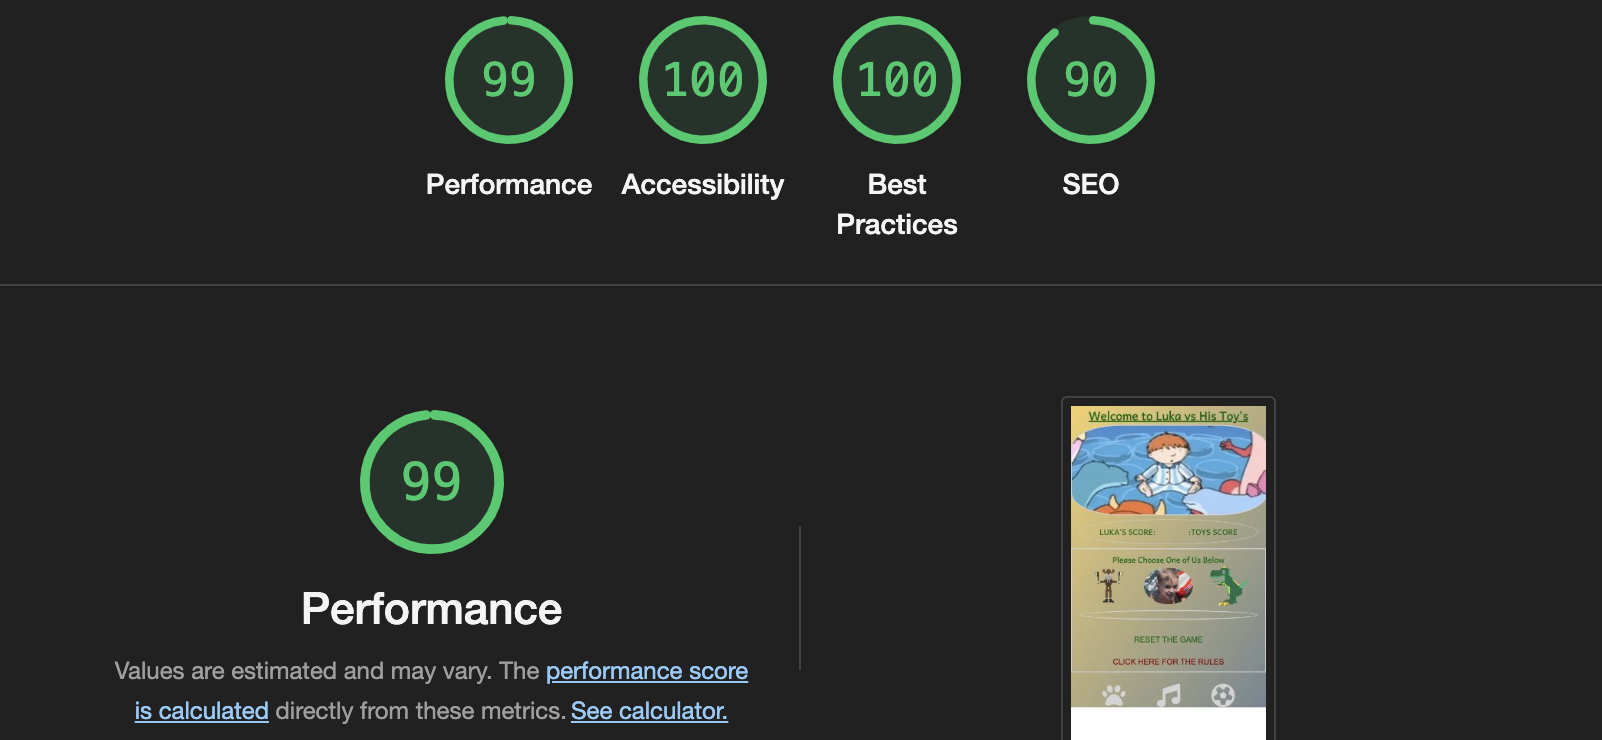 99
100
100
90
Performance
Accessibility
Best
Practices
SEO
99
Performance
Values are estimated and may vary. The performance score
is calculated directly from these metrics. See calculator.
Welcome to Luka vs His Toy's
LUKA'S SCORE:
:TOYS SCORE
Please Choose One of Us Below
RESET THE GAME
CLICK HERE FOR THE RULES